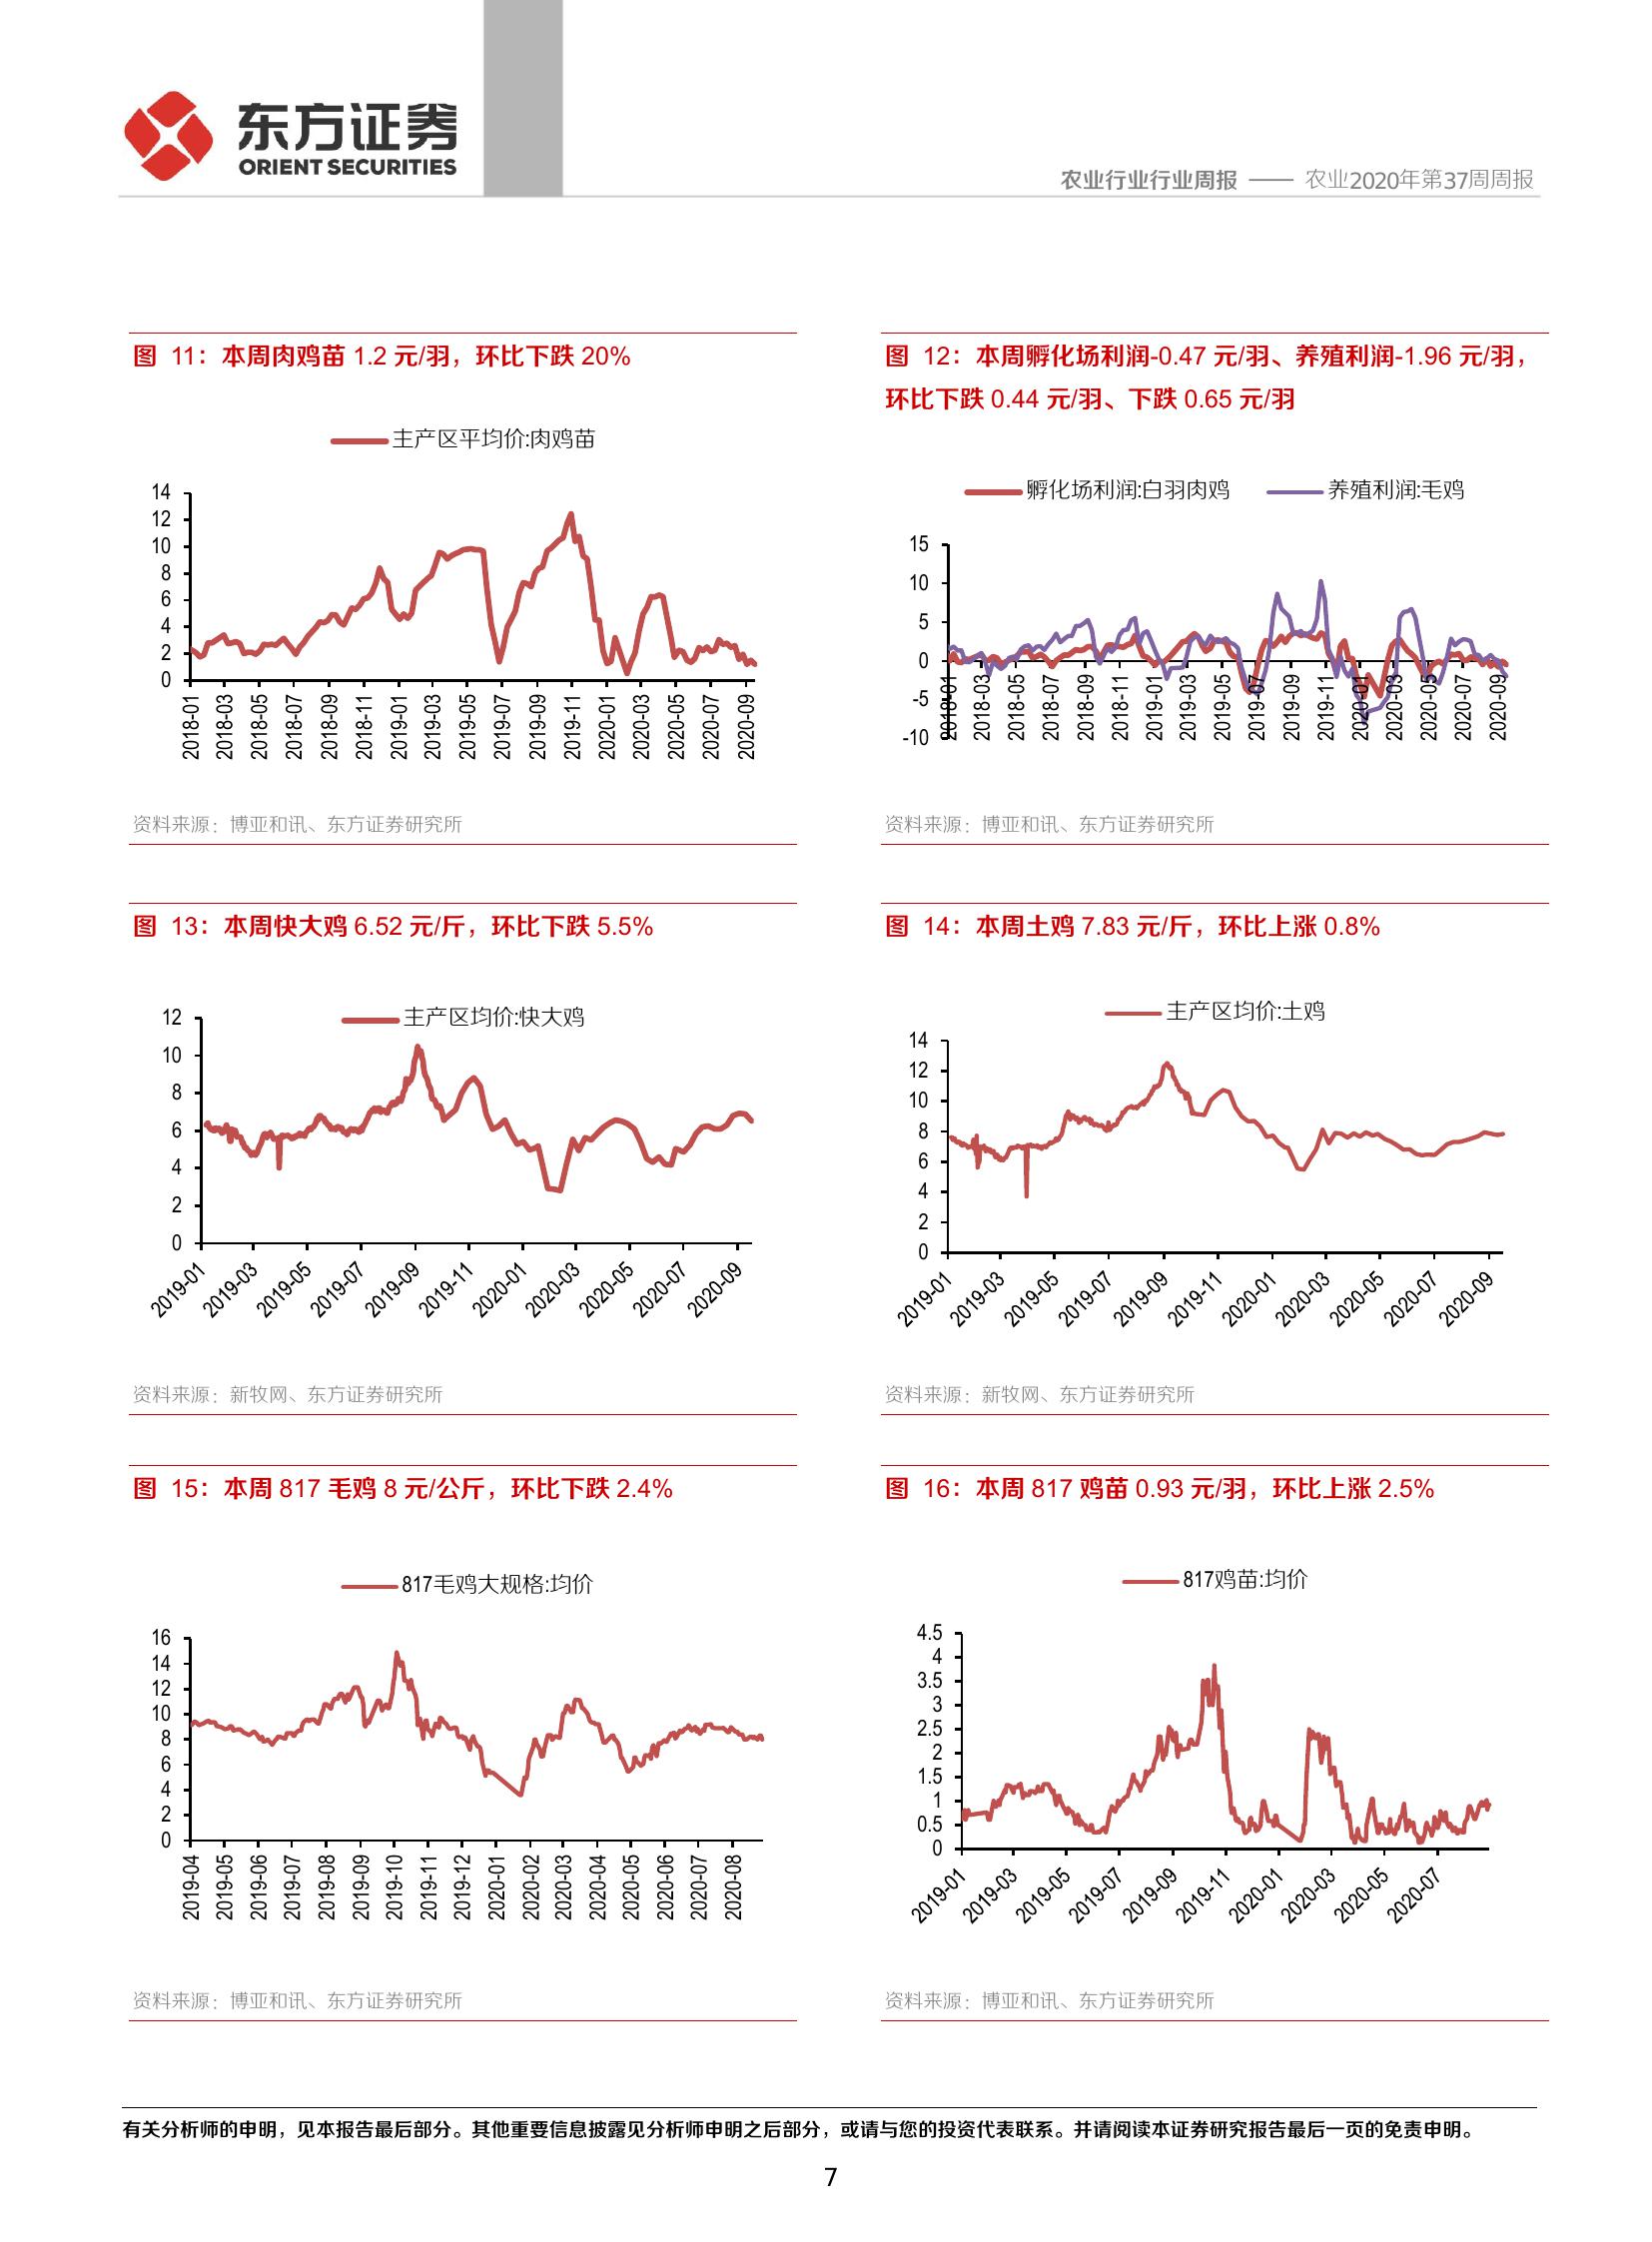 东方证券
ORIENT SECURITIES
农业行业行业周报 —— 农业2020年第37周周报
图 11：本周肉鸡苗 1.2 元/羽，环比下跌 20%
主产区平均价:肉鸡苗
14
12
10
8
6
4
2
0
2018-01 2018-03 2018-05 2018-07 2018-09 2018-11 2019-01 2019-03 2019-05 2019-07 2019-09 2019-11 2020-01 2020-03 2020-05 2020-07 2020-09
资料来源：博亚和讯、东方证券研究所
图 12：本周孵化场利润-0.47 元/羽、养殖利润-1.96 元/羽，
环比下跌 0.44 元/羽、下跌 0.65 元/羽
孵化场利润:白羽肉鸡 养殖利润:毛鸡
15
10
5
0
-5
-10
2018-01 2018-03 2018-05 2018-07 2018-09 2018-11 2019-01 2019-03 2019-05 2019-07 2019-09 2019-11 2020-01 2020-03 2020-05 2020-07 2020-09
资料来源：博亚和讯、东方证券研究所
图 13：本周快大鸡 6.52 元/斤，环比下跌 5.5%
主产区均价:快大鸡
12
10
8
6
4
2
0
2019-01 2019-03 2019-05 2019-07 2019-09 2019-11 2020-01 2020-03 2020-05 2020-07 2020-09
资料来源：新牧网、东方证券研究所
图 14：本周土鸡 7.83 元/斤，环比上涨 0.8%
主产区均价:土鸡
14
12
10
8
6
4
2
0
2019-01 2019-03 2019-05 2019-07 2019-09 2019-11 2020-01 2020-03 2020-05 2020-07 2020-09
资料来源：新牧网、东方证券研究所
图 15：本周 817 毛鸡 8 元/公斤，环比下跌 2.4%
817毛鸡大规格:均价
16
14
12
10
8
6
4
2
0
2019-04 2019-05 2019-06 2019-07 2019-08 2019-09 2019-10 2019-11 2019-12 2020-01 2020-02 2020-03 2020-04 2020-05 2020-06 2020-07 2020-08
资料来源：博亚和讯、东方证券研究所
图 16：本周 817 鸡苗 0.93 元/羽，环比上涨 2.5%
817鸡苗:均价
4.5
4
3.5
3
2.5
2
1.5
1
0.5
0
2019-01 2019-03 2019-05 2019-07 2019-09 2019-11 2020-01 2020-03 2020-05 2020-07
资料来源：博亚和讯、东方证券研究所
有关分析师的申明，见本报告最后部分。其他重要信息披露见分析师申明之后部分，或请与您的投资代表联系。并请阅读本证券研究报告最后一页的免责申明。
7